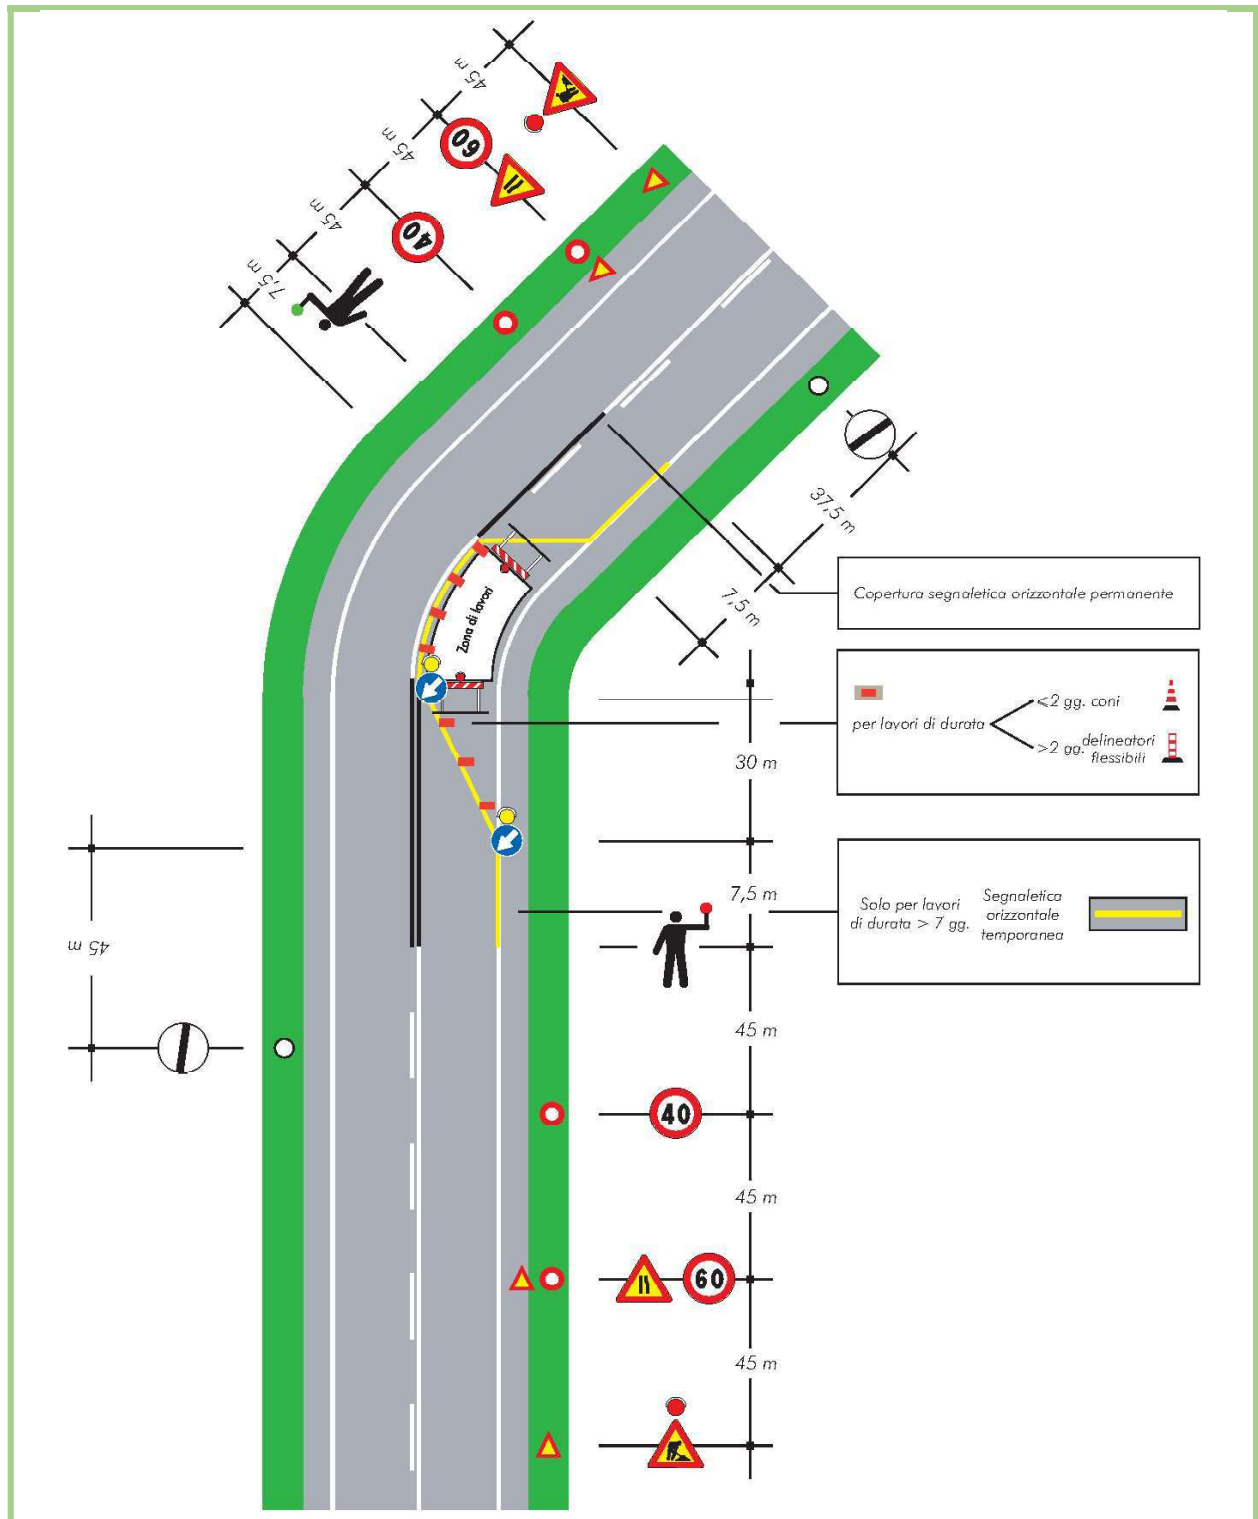 45 m
45 m
60
45 m
40
7,5 m
37,5 m
7,5 m
Copertura segnaletica orizzontale permanente
Zona di lavori
per lavori di durata
⩽2 gg. coni
>2 gg. delineatori
flessibili
30 m
7,5 m
Solo per lavori
di durata > 7 gg.
Segnaletica
orizzontale
temporanea
45 m
45 m
40
45 m
60
45 m